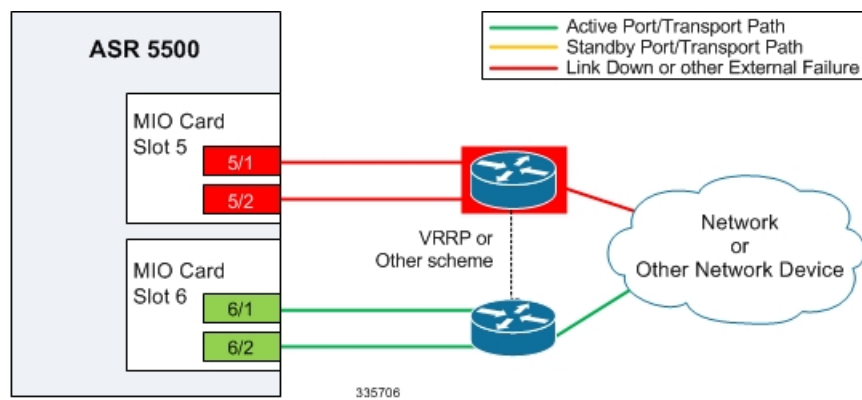 ASR 5500
Active Port/Transport Path
Standby Port/Transport Path
Link Down or other External Failure
MIO Card
Slot 5
5/1
5/2
VRRP or
Other scheme
Network
or
Other Network Device
MIO Card
Slot 6
6/1
6/2
335706